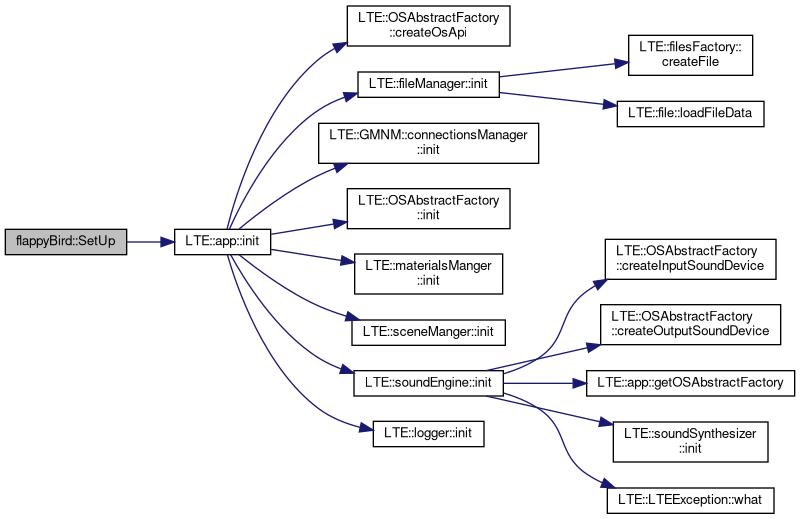 flappyBird::SetUp
LTE::app::init
LTE::OSAbstractFactory
::createOsApi
LTE::fileManager::init
LTE::filesFactory::
createFile
LTE::file::loadFileData
LTE::GMNM::connectionsManager
::init
LTE::OSAbstractFactory
::init
LTE::materialsManger
::init
LTE::sceneManger::init
LTE::soundEngine::init
LTE::OSAbstractFactory
::createInputSoundDevice
LTE::OSAbstractFactory
::createOutputSoundDevice
LTE::app::getOSAbstractFactory
LTE::soundSynthesizer
::init
LTE::LTEException::what
LTE::logger::init